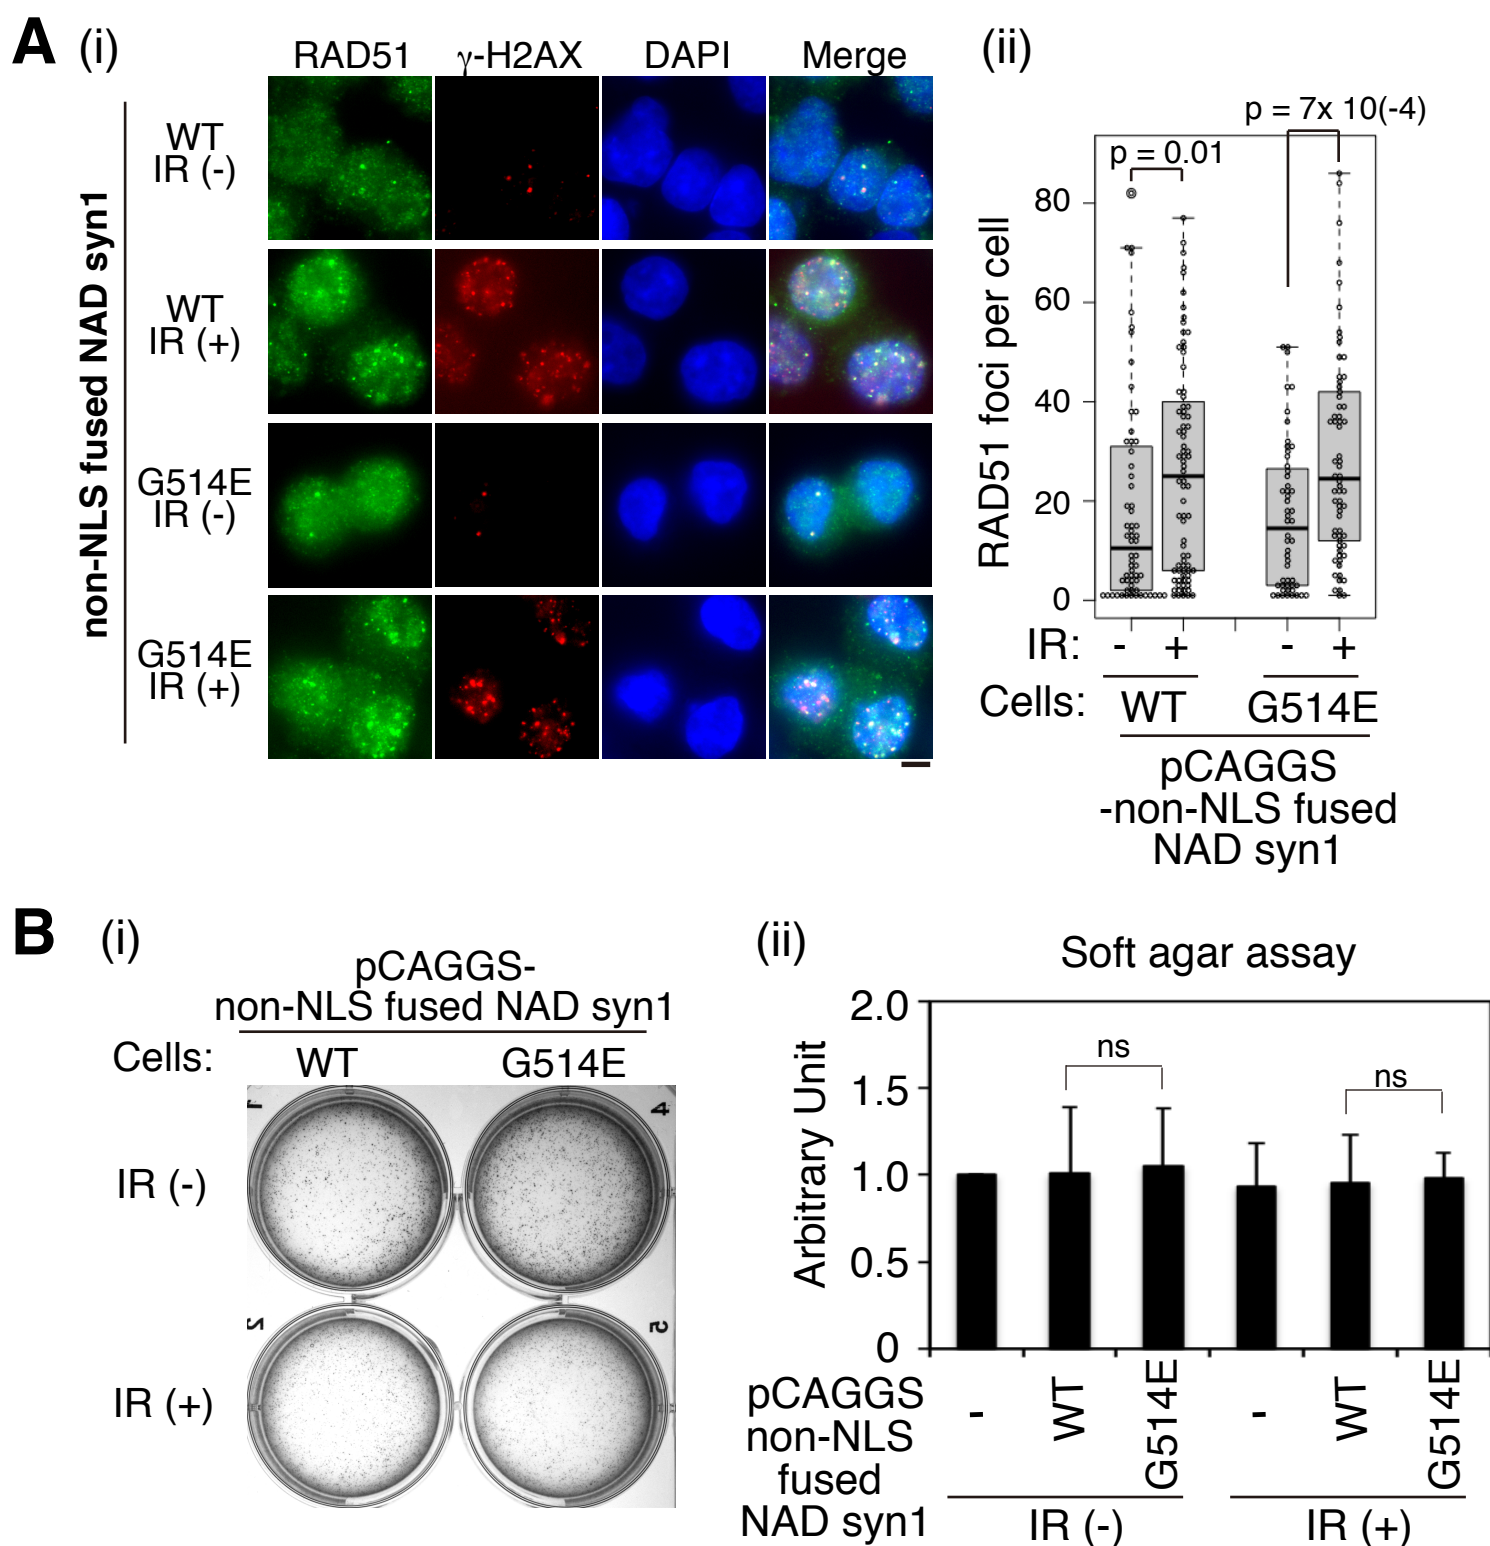 A (i)
RAD51 γ-H2AX DAPI Merge
non-NLS fused NAD syn1
WT
IR (-)
WT
IR (+)
G514E
IR (-)
G514E
IR (+)
(ii)
p = 7x 10(-4)
p = 0.01
RAD51 foci per cell
80
60
40
20
0
IR: - + - +
Cells: WT G514E
pCAGGS
-non-NLS fused
NAD syn1
B (i)
pCAGGS-
non-NLS fused NAD syn1
Cells: WT G514E
IR (-)
IR (+)
1
4
2
5
(ii)
Soft agar assay
Arbitrary Unit
2.0
1.5
1.0
0.5
0
ns
ns
pCAGGS
non-NLS
fused
NAD syn1
- WT G514E - WT G514E
IR (-) IR (+)